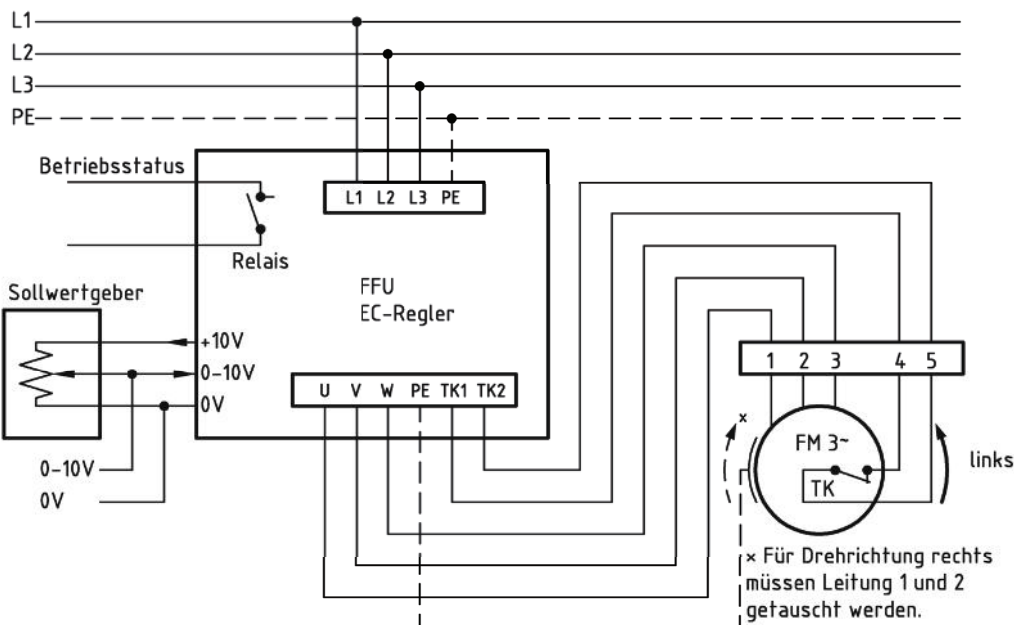 L1
L2
L3
PE
Betriebsstatus
L1 L2 L3 PE
Relais
FFU
EC-Regler
Sollwertgeber
+10V
0-10V
0V
0-10V
0V
U V W PE TK1 TK2
1 2 3 4 5
×
FM 3~
TK
links
× Für Drehrichtung rechts
müssen Leitung 1 und 2
getauscht werden.